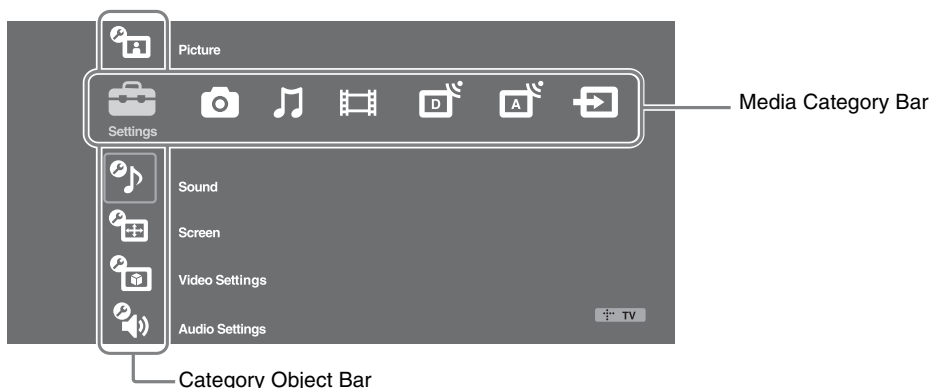 Picture
Media Category Bar
D
A
Settings
Sound
Screen
Video Settings
TV
Audio Settings
Category Object Bar